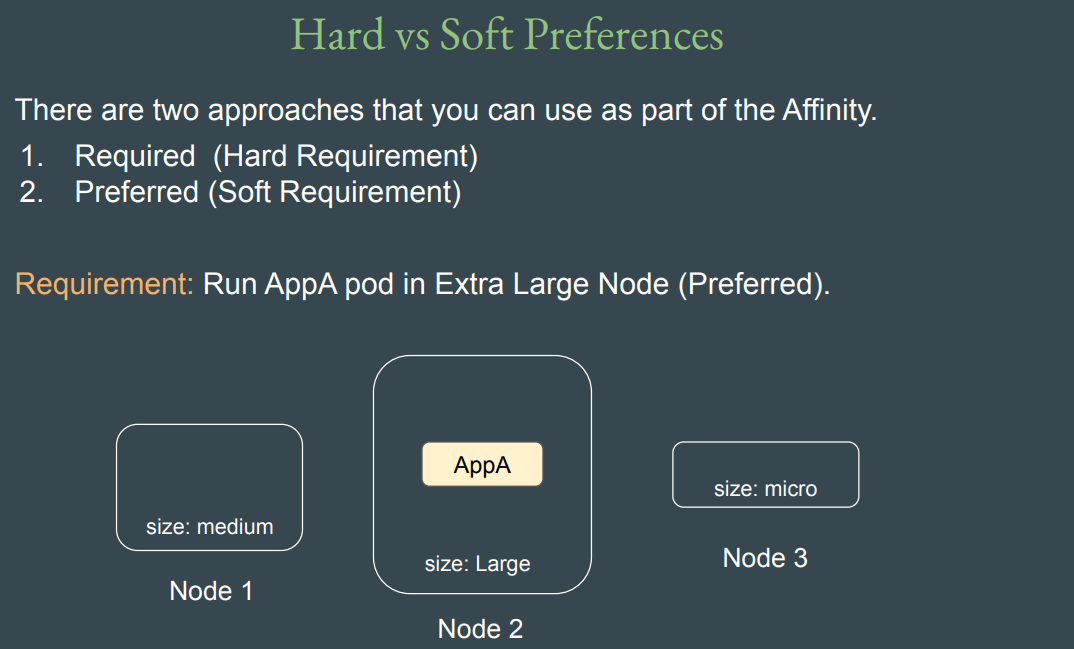 Hard vs Soft Preferences
There are two approaches that you can use as part of the Affinity.
1. Required (Hard Requirement)
2. Preferred (Soft Requirement)
Requirement: Run AppA pod in Extra Large Node (Preferred).
AppA
size: medium
size: Large
size: micro
Node 1
Node 2
Node 3